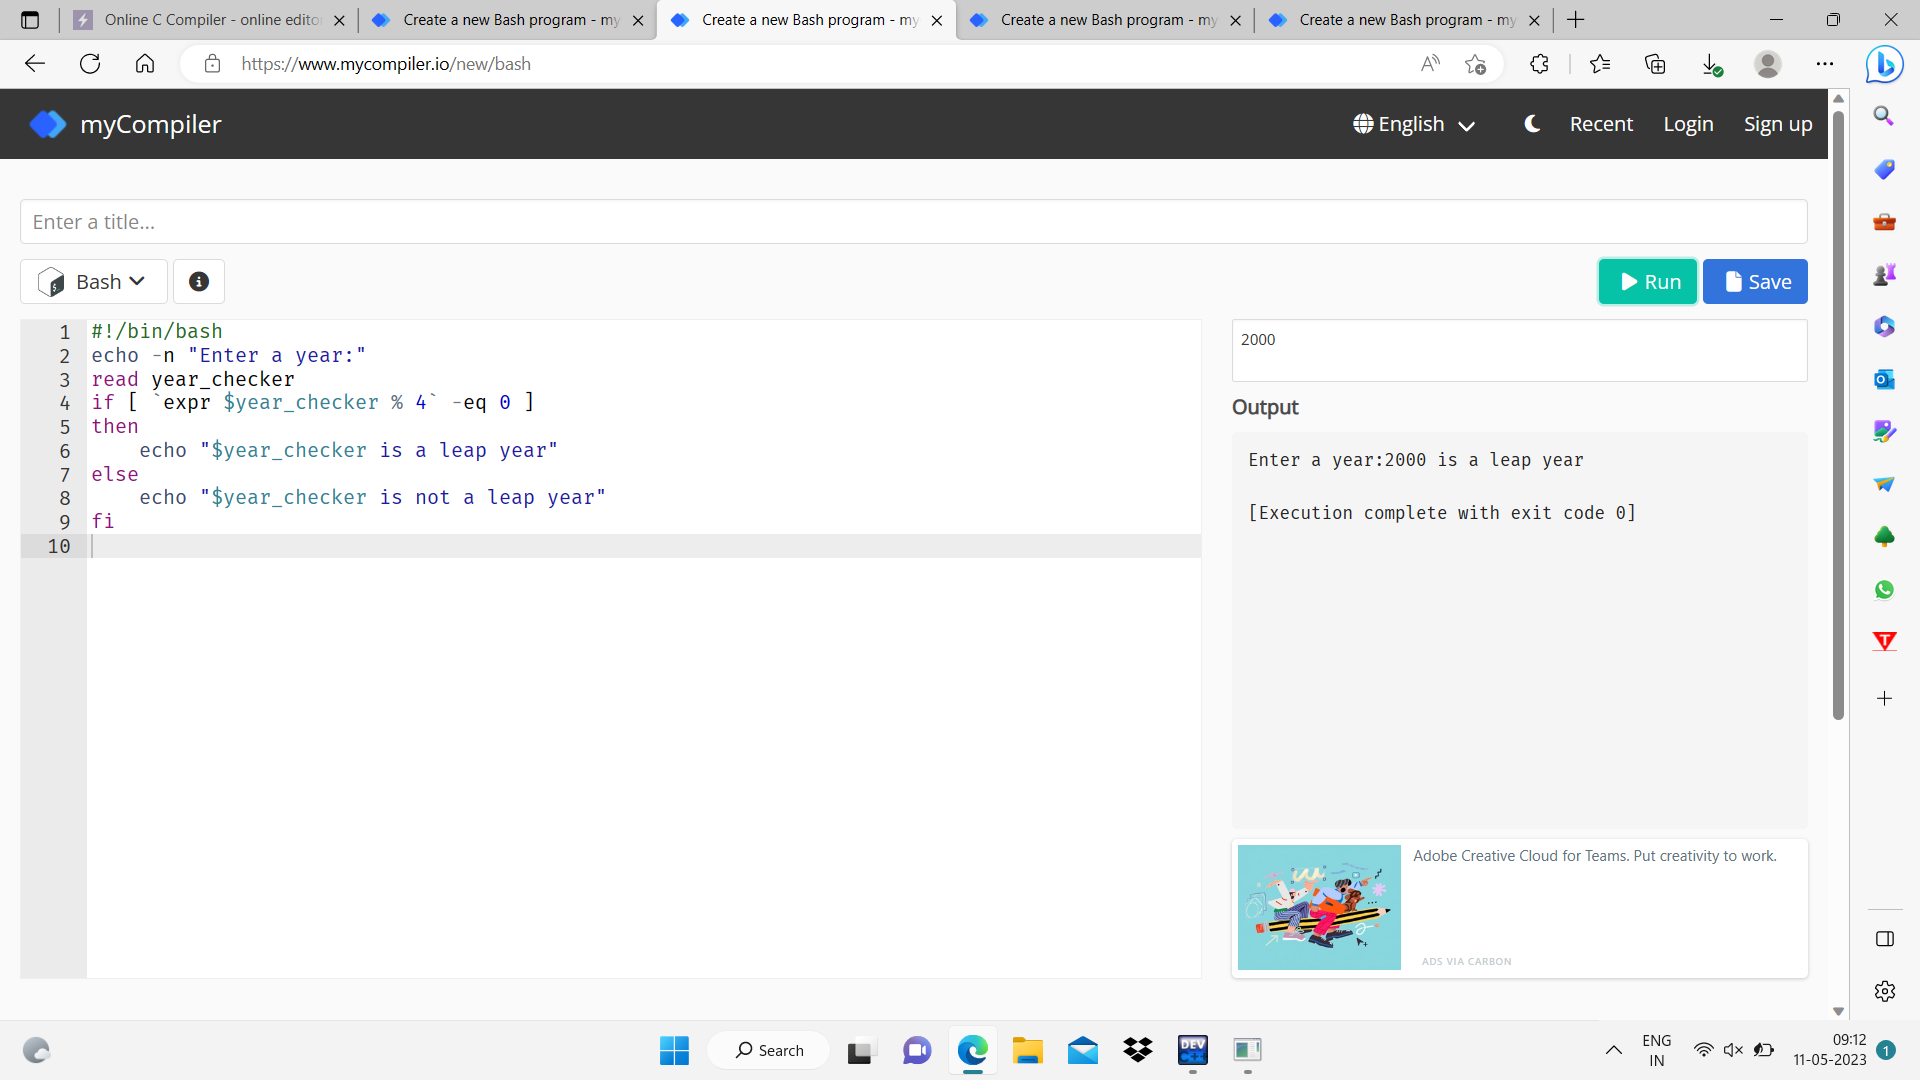 Online C Compiler - online editor
Create a new Bash program - my
Create a new Bash program - my
Create a new Bash program - my
Create a new Bash program - my
https://www.mycompiler.io/new/bash
myCompiler
English
Recent
Login
Sign up
Enter a title...
Bash
Run
Save
1 #!/bin/bash
2 echo -n "Enter a year:"
3 read year_checker
4 if [ `expr $year_checker % 4` -eq 0 ]
5 then
6     echo "$year_checker is a leap year"
7 else
8     echo "$year_checker is not a leap year"
9 fi
10
2000
Output
Enter a year:2000 is a leap year
[Execution complete with exit code 0]
Adobe Creative Cloud for Teams. Put creativity to work.
ADS VIA CARBON
Search
DEV
C++
ENG
IN
09:12
11-05-2023
1